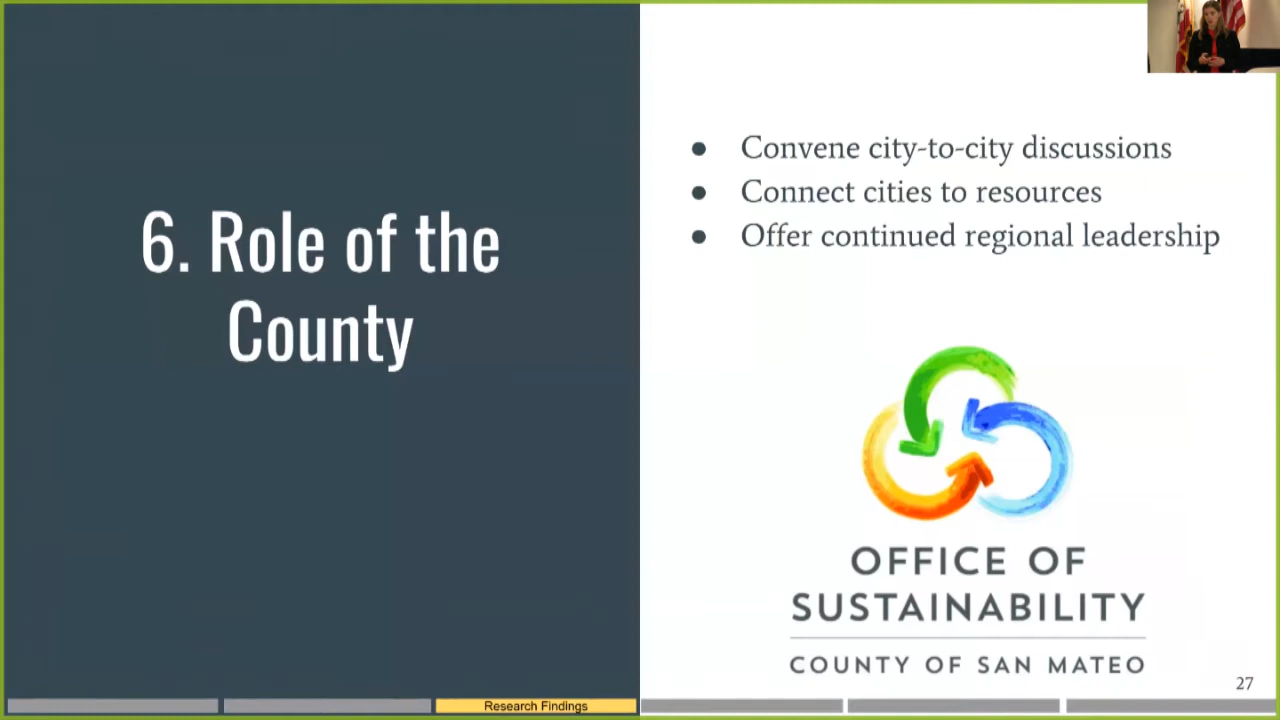 6. Role of the
County
● Convene city-to-city discussions
● Connect cities to resources
● Offer continued regional leadership
OFFICE OF
SUSTAINABILITY
COUNTY OF SAN MATEO
27
Research Findings